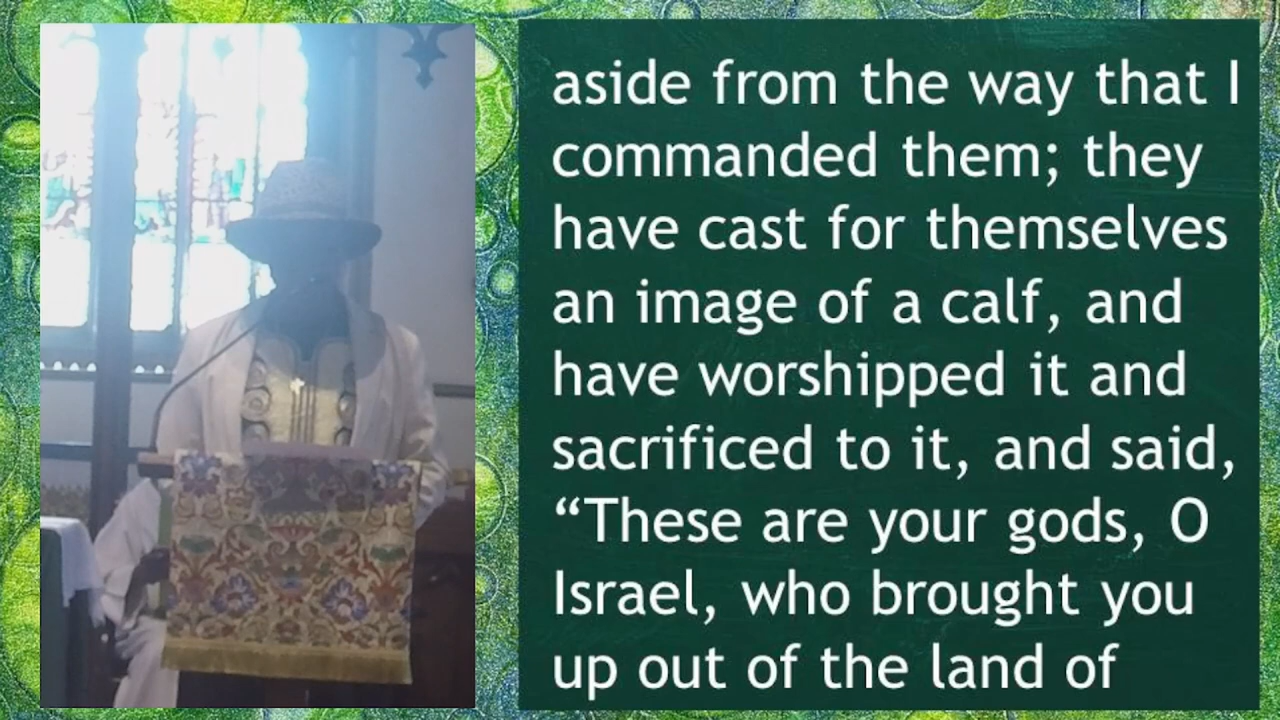 aside from the way that I
commanded them; they
have cast for themselves
an image of a calf, and
have worshipped it and
sacrificed to it, and said,
“These are your gods, O
Israel, who brought you
up out of the land of